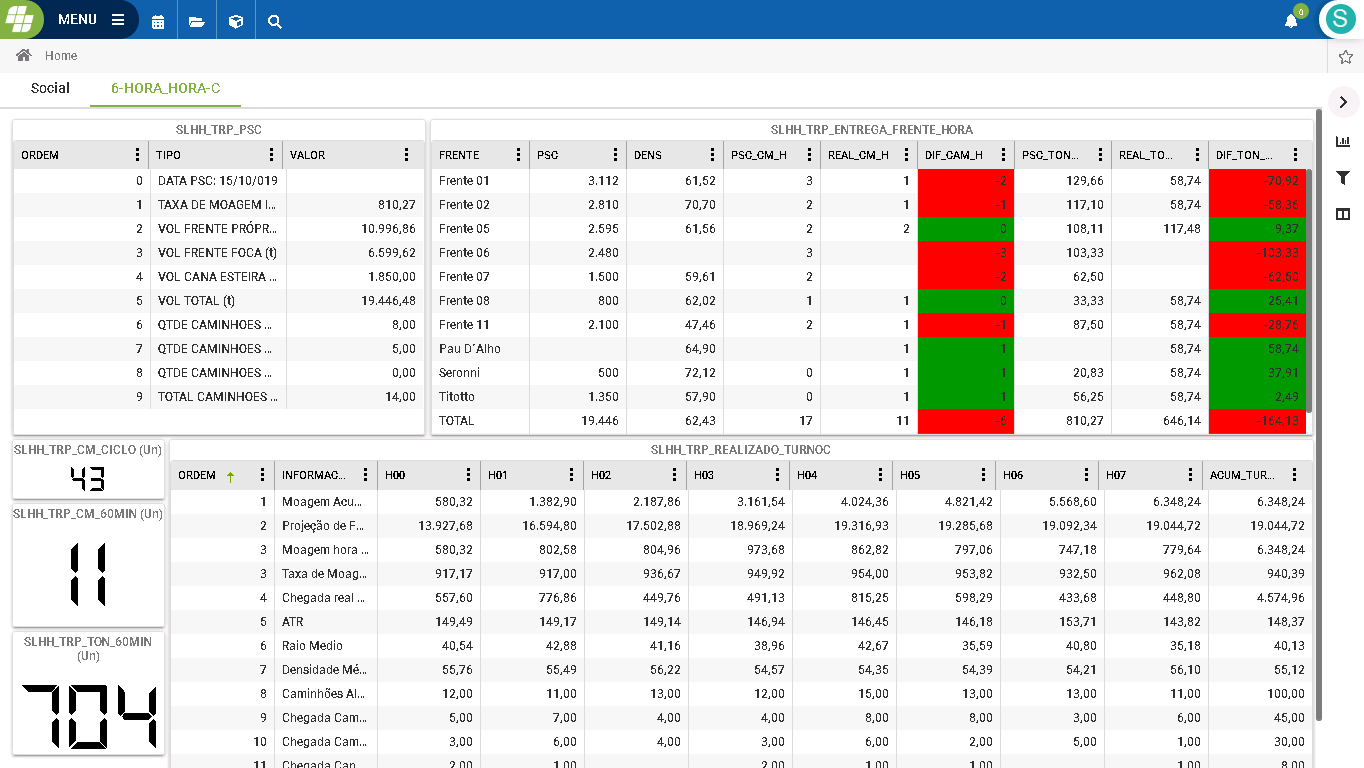 MENU
0
S
Home
Social 6-HORA_HORA-C
SLHH_TRP_PSC
ORDEM TIPO VALOR
0 DATA PSC: 15/10/019
1 TAXA DE MOAGEM I... 810,27
2 VOL FRENTE PRÓPR... 10.996,86
3 VOL FRENTE FOCA (t) 6.599,62
4 VOL CANA ESTEIRA ... 1.850,00
5 VOL TOTAL (t) 19.446,48
6 QTDE CAMINHOES ... 8,00
7 QTDE CAMINHOES ... 5,00
8 QTDE CAMINHOES ... 0,00
9 TOTAL CAMINHOES ... 14,00
SLHH_TRP_ENTREGA_FRENTE_HORA
FRENTE PSC DENS PSC_CM_H REAL_CM_H DIF_CAM_H PSC_TON... REAL_TO... DIF_TON_...
Frente 01 3.112 61,52 3 1 -2 129,66 58,74 -70,92
Frente 02 2.810 70,70 2 1 -1 117,10 58,74 -58,36
Frente 05 2.595 61,56 2 2 0 108,11 117,48 9,37
Frente 06 2.480 3 -3 103,33 -103,33
Frente 07 1.500 59,61 2 -2 62,50 -62,50
Frente 08 800 62,02 1 1 0 33,33 58,74 25,41
Frente 11 2.100 47,46 2 1 -1 87,50 58,74 -28,76
Pau D´Alho 64,90 1 1 58,74 58,74
Seronni 500 72,12 0 1 1 20,83 58,74 37,91
Titotto 1.350 57,90 0 1 1 56,25 58,74 2,49
TOTAL 19.446 62,43 17 11 -6 810,27 646,14 -164,13
SLHH_TRP_CM_CICLO (Un)
43
SLHH_TRP_CM_60MIN (Un)
11
SLHH_TRP_TON_60MIN
(Un)
704
SLHH_TRP_REALIZADO_TURNOC
ORDEM INFORMAC... H00 H01 H02 H03 H04 H05 H06 H07 ACUM_TUR...
1 Moagem Acu... 580,32 1.382,90 2.187,86 3.161,54 4.024,36 4.821,42 5.568,60 6.348,24 6.348,24
2 Projeção de F... 13.927,68 16.594,80 17.502,88 18.969,24 19.316,93 19.285,68 19.092,34 19.044,72 19.044,72
3 Moagem hora ... 580,32 802,58 804,96 973,68 862,82 797,06 747,18 779,64 6.348,24
3 Taxa de Moag... 917,17 917,00 936,67 949,92 954,00 953,82 932,50 962,08 940,39
4 Chegada real ... 557,60 776,86 449,76 491,13 815,25 598,29 433,68 448,80 4.574,96
5 ATR 149,49 149,17 149,14 146,94 146,45 146,18 153,71 143,82 148,37
6 Raio Medio 40,54 42,88 41,16 38,96 42,67 35,59 40,80 35,18 40,13
7 Densidade Mé... 55,76 55,49 56,22 54,57 54,35 54,39 54,21 56,10 55,12
8 Caminhões Al... 12,00 11,00 13,00 12,00 15,00 13,00 13,00 11,00 100,00
9 Chegada Cam... 5,00 7,00 4,00 4,00 8,00 8,00 3,00 6,00 45,00
10 Chegada Cam... 3,00 6,00 4,00 3,00 6,00 2,00 5,00 1,00 30,00
11 Chegada Can... 2,00 1,00 2,00 1,00 1,00 1,00 8,00